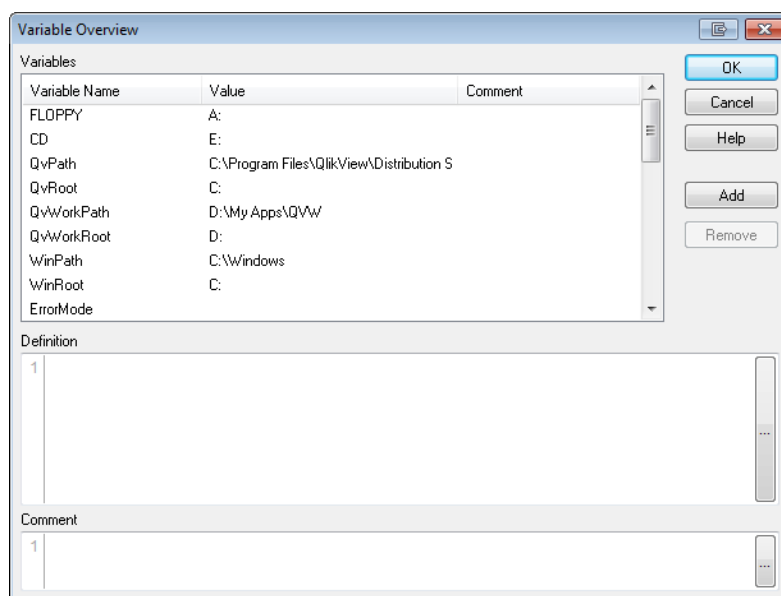 Variable Overview
Variables
Variable Name Value Comment
FLOPPY A:
CD E:
QvPath C:\Program Files\QlikView\Distribution S
QvRoot C:
QvWorkPath D:\My Apps\QVW
QvWorkRoot D:
WinPath C:\Windows
WinRoot C:
ErrorMode
OK
Cancel
Help
Add
Remove
Definition
1
...
Comment
1
...